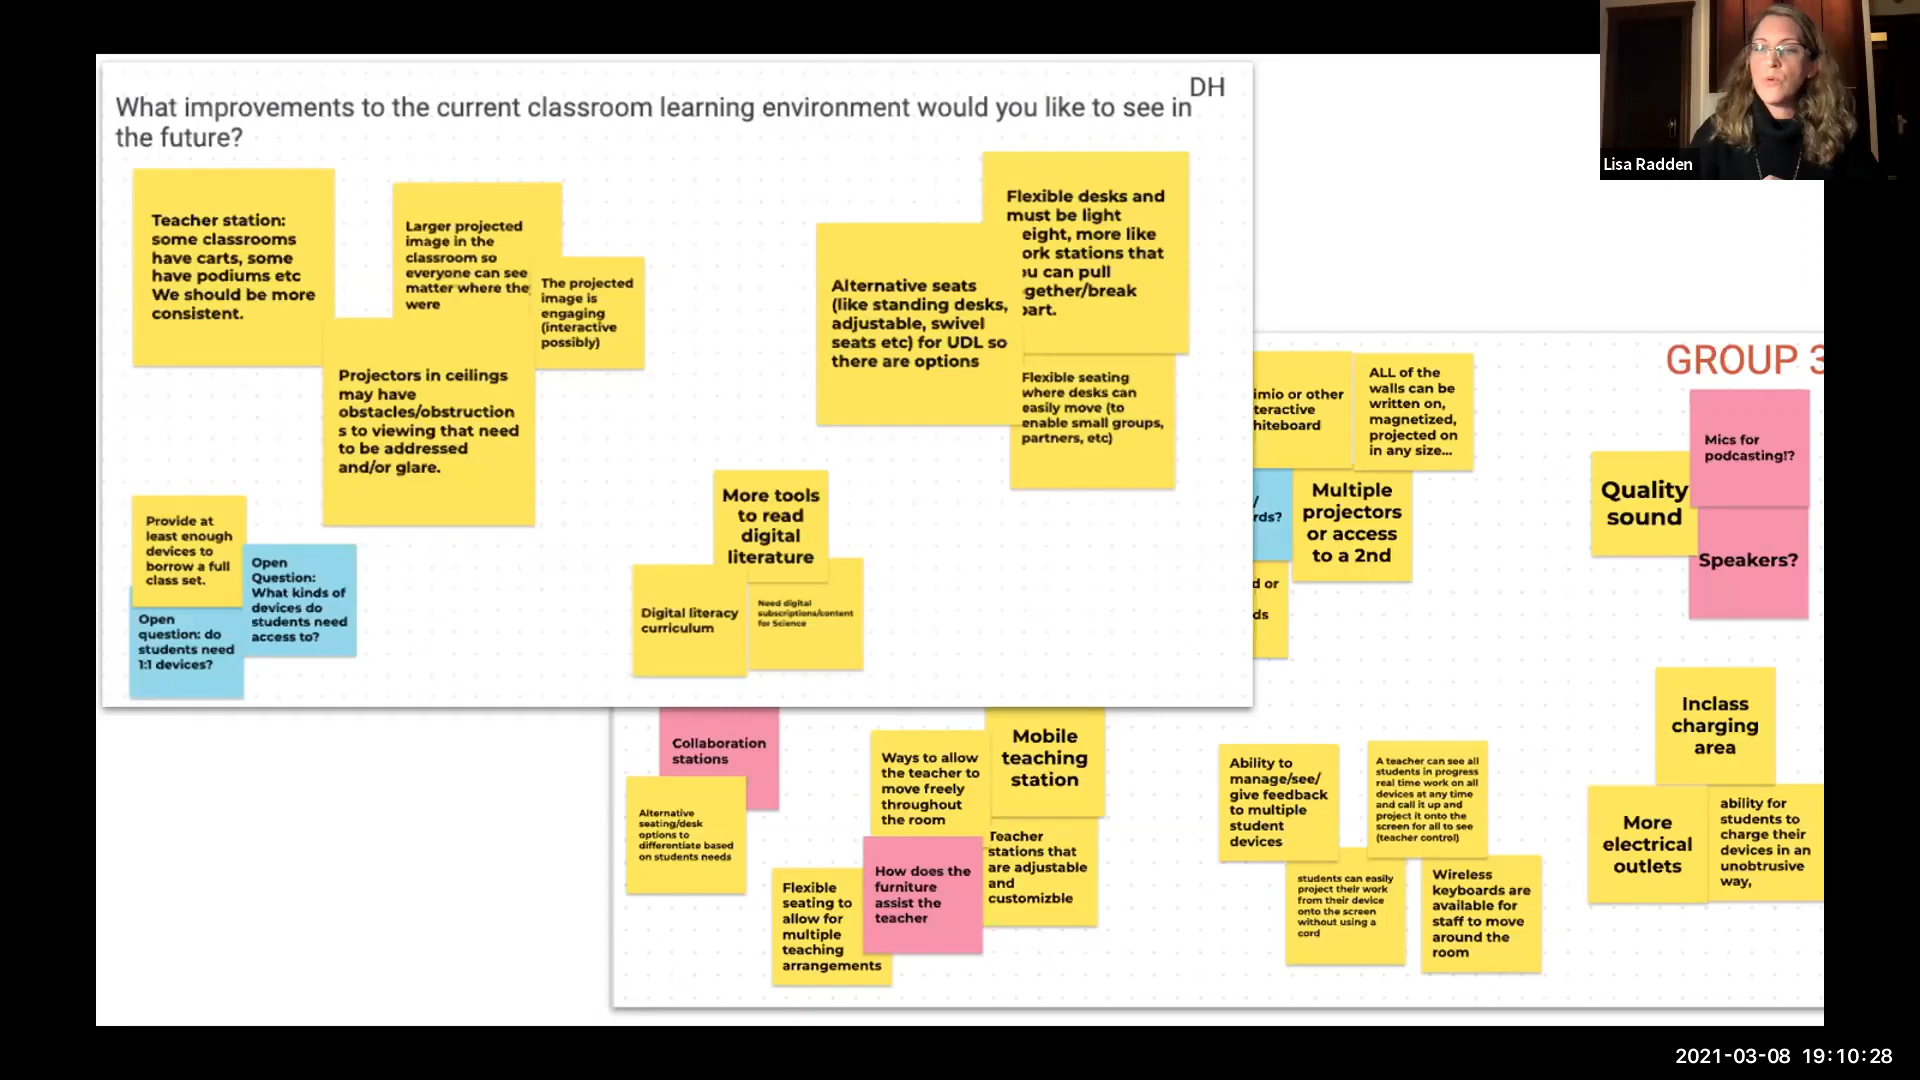 DH
What improvements to the current classroom learning environment would you like to see in
the future?
Teacher station:
some classrooms
have carts, some
have podiums etc
We should be more
consistent.
Larger projected
image in the
classroom so
everyone can see
matter where the
were
The projected
image is
engaging
(interactive
possibly)
Projectors in ceilings
may have
obstacles/obstruction
s to viewing that need
to be addressed
and/or glare.
Alternative seats
(like standing desks,
adjustable, swivel
seats etc) for UDL so
there are options
Flexible desks and
must be light
eight, more like
ork stations that
u can pull
gether/break
part.
Flexible seating
where desks can
easily move (to
enable small groups,
partners, etc)
Provide at
least enough
devices to
borrow a full
class set.
Open
Question:
What kinds of
devices do
students need
access to?
Open
question: do
students need
1:1 devices?
More tools
to read
digital
literature
Digital literacy
curriculum
Need digital
subscriptions/content
for Science
Lisa Radden
GROUP 3
imio or other
teractive
hiteboard
ALL of the
walls can be
written on,
magnetized,
projected on
in any size...
/
rds?
Multiple
projectors
or access
to a 2nd
d or
ds
Mics for
podcasting!?
Quality
sound
Speakers?
Inclass
charging
area
More
electrical
outlets
ability for
students to
charge their
devices in an
unobtrusive
way,
Collaboration
stations
Alternative
seating/desk
options to
differentiate based
on students needs
Ways to allow
the teacher to
move freely
throughout
the room
Mobile
teaching
station
Teacher
stations that
are adjustable
and
customizble
How does the
furniture
assist the
teacher
Flexible
seating to
allow for
multiple
teaching
arrangements
Ability to
manage/see/
give feedback
to multiple
student
devices
A teacher can see all
students in progress
real time work on all
devices at any time
and call it up and
project it onto the
screen for all to see
(teacher control)
students can easily
project their work
from their device
onto the screen
without using a
cord
Wireless
keyboards are
available for
staff to move
around the
room
2021-03-08 19:10:28